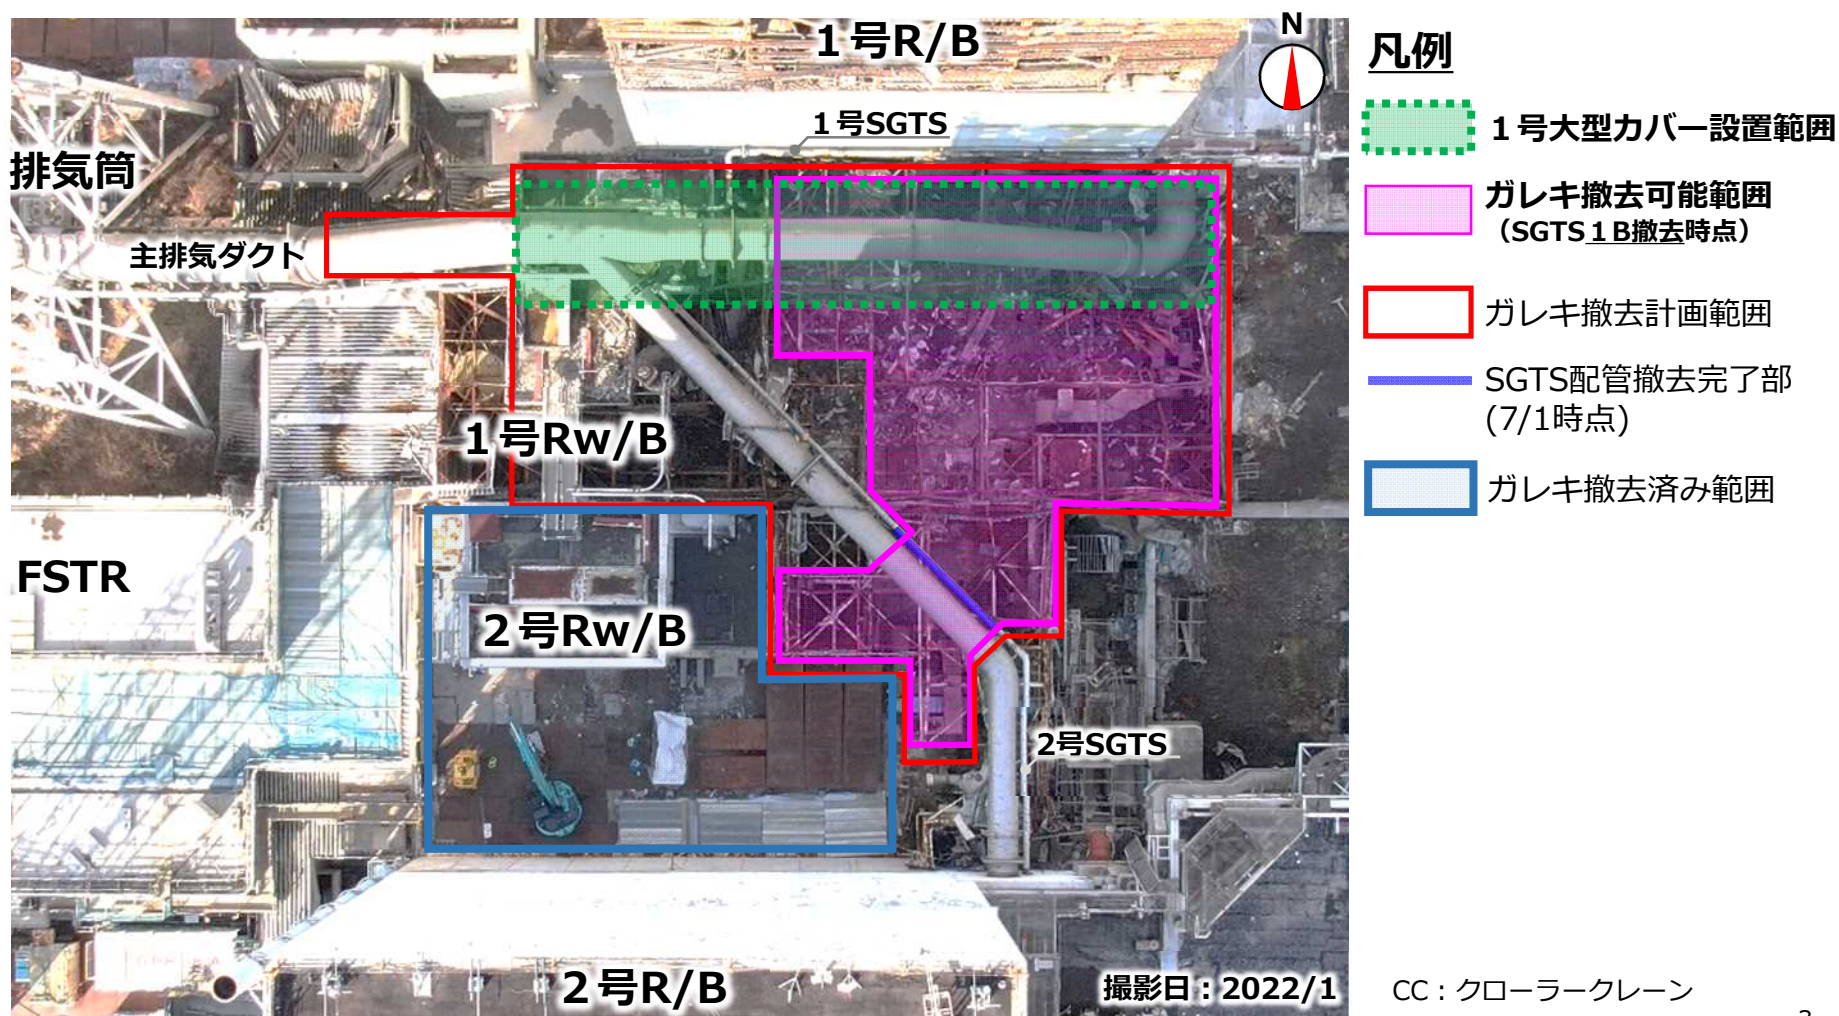 1号R/B
N
凡例
1号SGTS
1号大型カバー設置範囲
排気筒
ガレキ撤去可能範囲
(SGTS1B撤去時点)
主排気ダクト
ガレキ撤去計画範囲
SGTS配管撤去完了部
(7/1時点)
1号Rw/B
ガレキ撤去済み範囲
FSTR
2号Rw/B
2号SGTS
2号R/B
撮影日:2022/1
CC:クローラークレーン